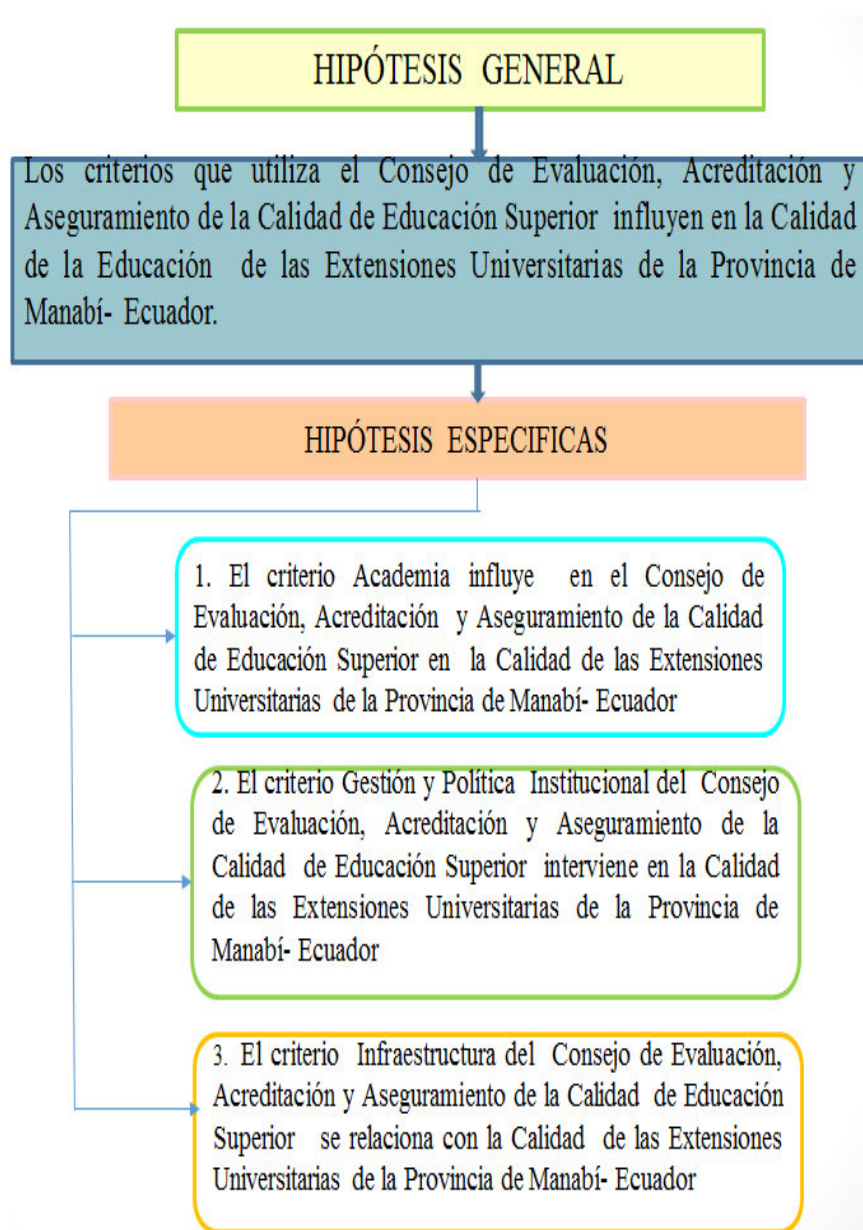 HIPÓTESIS GENERAL
Los criterios que utiliza el Consejo de Evaluación, Acreditación y
Aseguramiento de la Calidad de Educación Superior influyen en la Calidad
de la Educación de las Extensiones Universitarias de la Provincia de
Manabí- Ecuador.
HIPÓTESIS ESPECIFICAS
1. El criterio Academia influye en el Consejo de
Evaluación, Acreditación y Aseguramiento de la Calidad
de Educación Superior en la Calidad de las Extensiones
Universitarias de la Provincia de Manabí- Ecuador
2. El criterio Gestión y Política Institucional del Consejo
de Evaluación, Acreditación y Aseguramiento de la
Calidad de Educación Superior interviene en la Calidad
de las Extensiones Universitarias de la Provincia de
Manabí- Ecuador
3. El criterio Infraestructura del Consejo de Evaluación,
Acreditación y Aseguramiento de la Calidad de Educación
Superior se relaciona con la Calidad de las Extensiones
Universitarias de la Provincia de Manabí- Ecuador